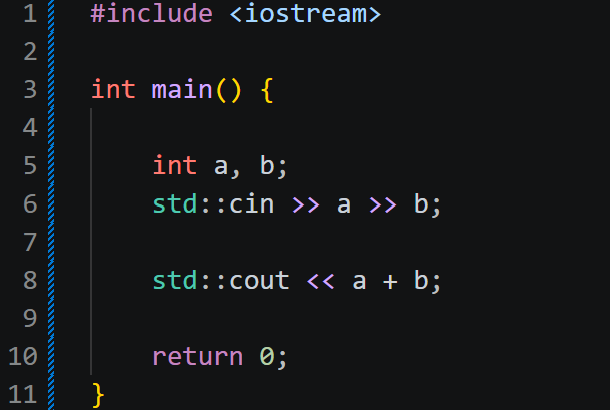 1 #include <iostream>
2
3 int main() {
4
5 int a, b;
6 std::cin >> a >> b;
7
8 std::cout << a + b;
9
10 return 0;
11 }